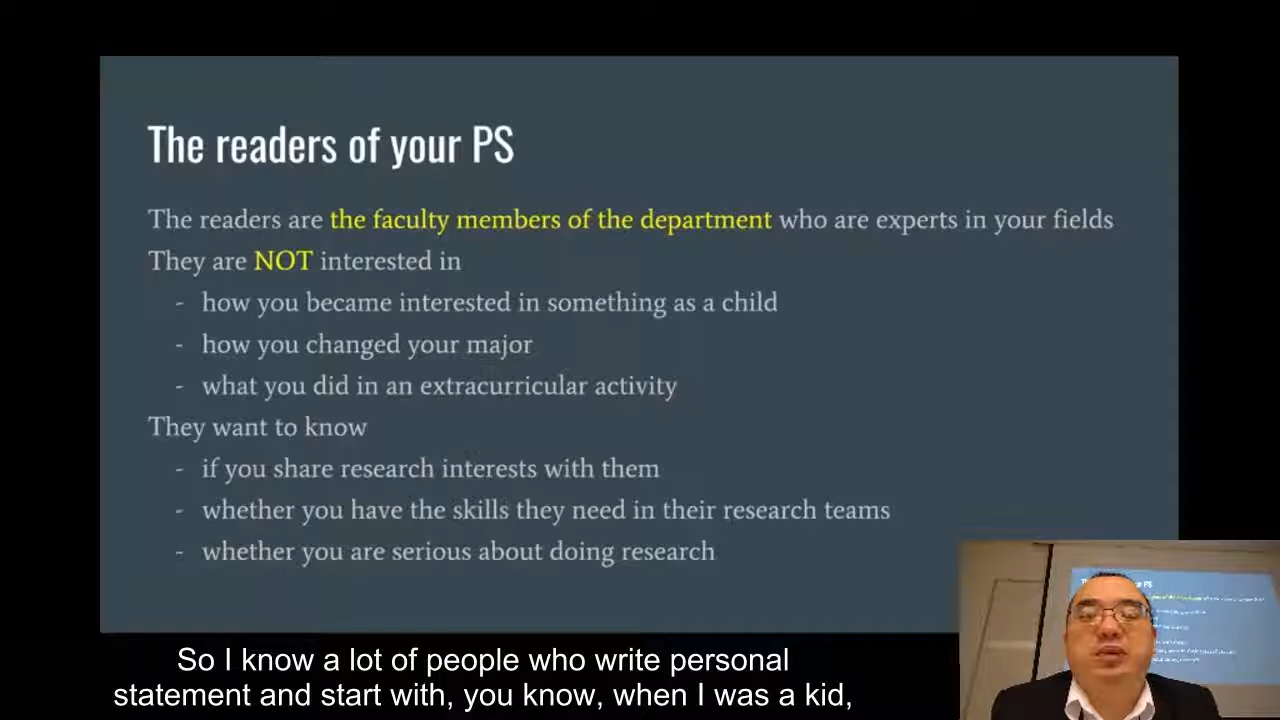 The readers of your PS
The readers are the faculty members of the department who are experts in your fields
They are NOT interested in
- how you became interested in something as a child
- how you changed your major
- what you did in an extracurricular activity
They want to know
- if you share research interests with them
- whether you have the skills they need in their research teams
- whether you are serious about doing research
So I know a lot of people who write personal
statement and start with, you know, when I was a kid,